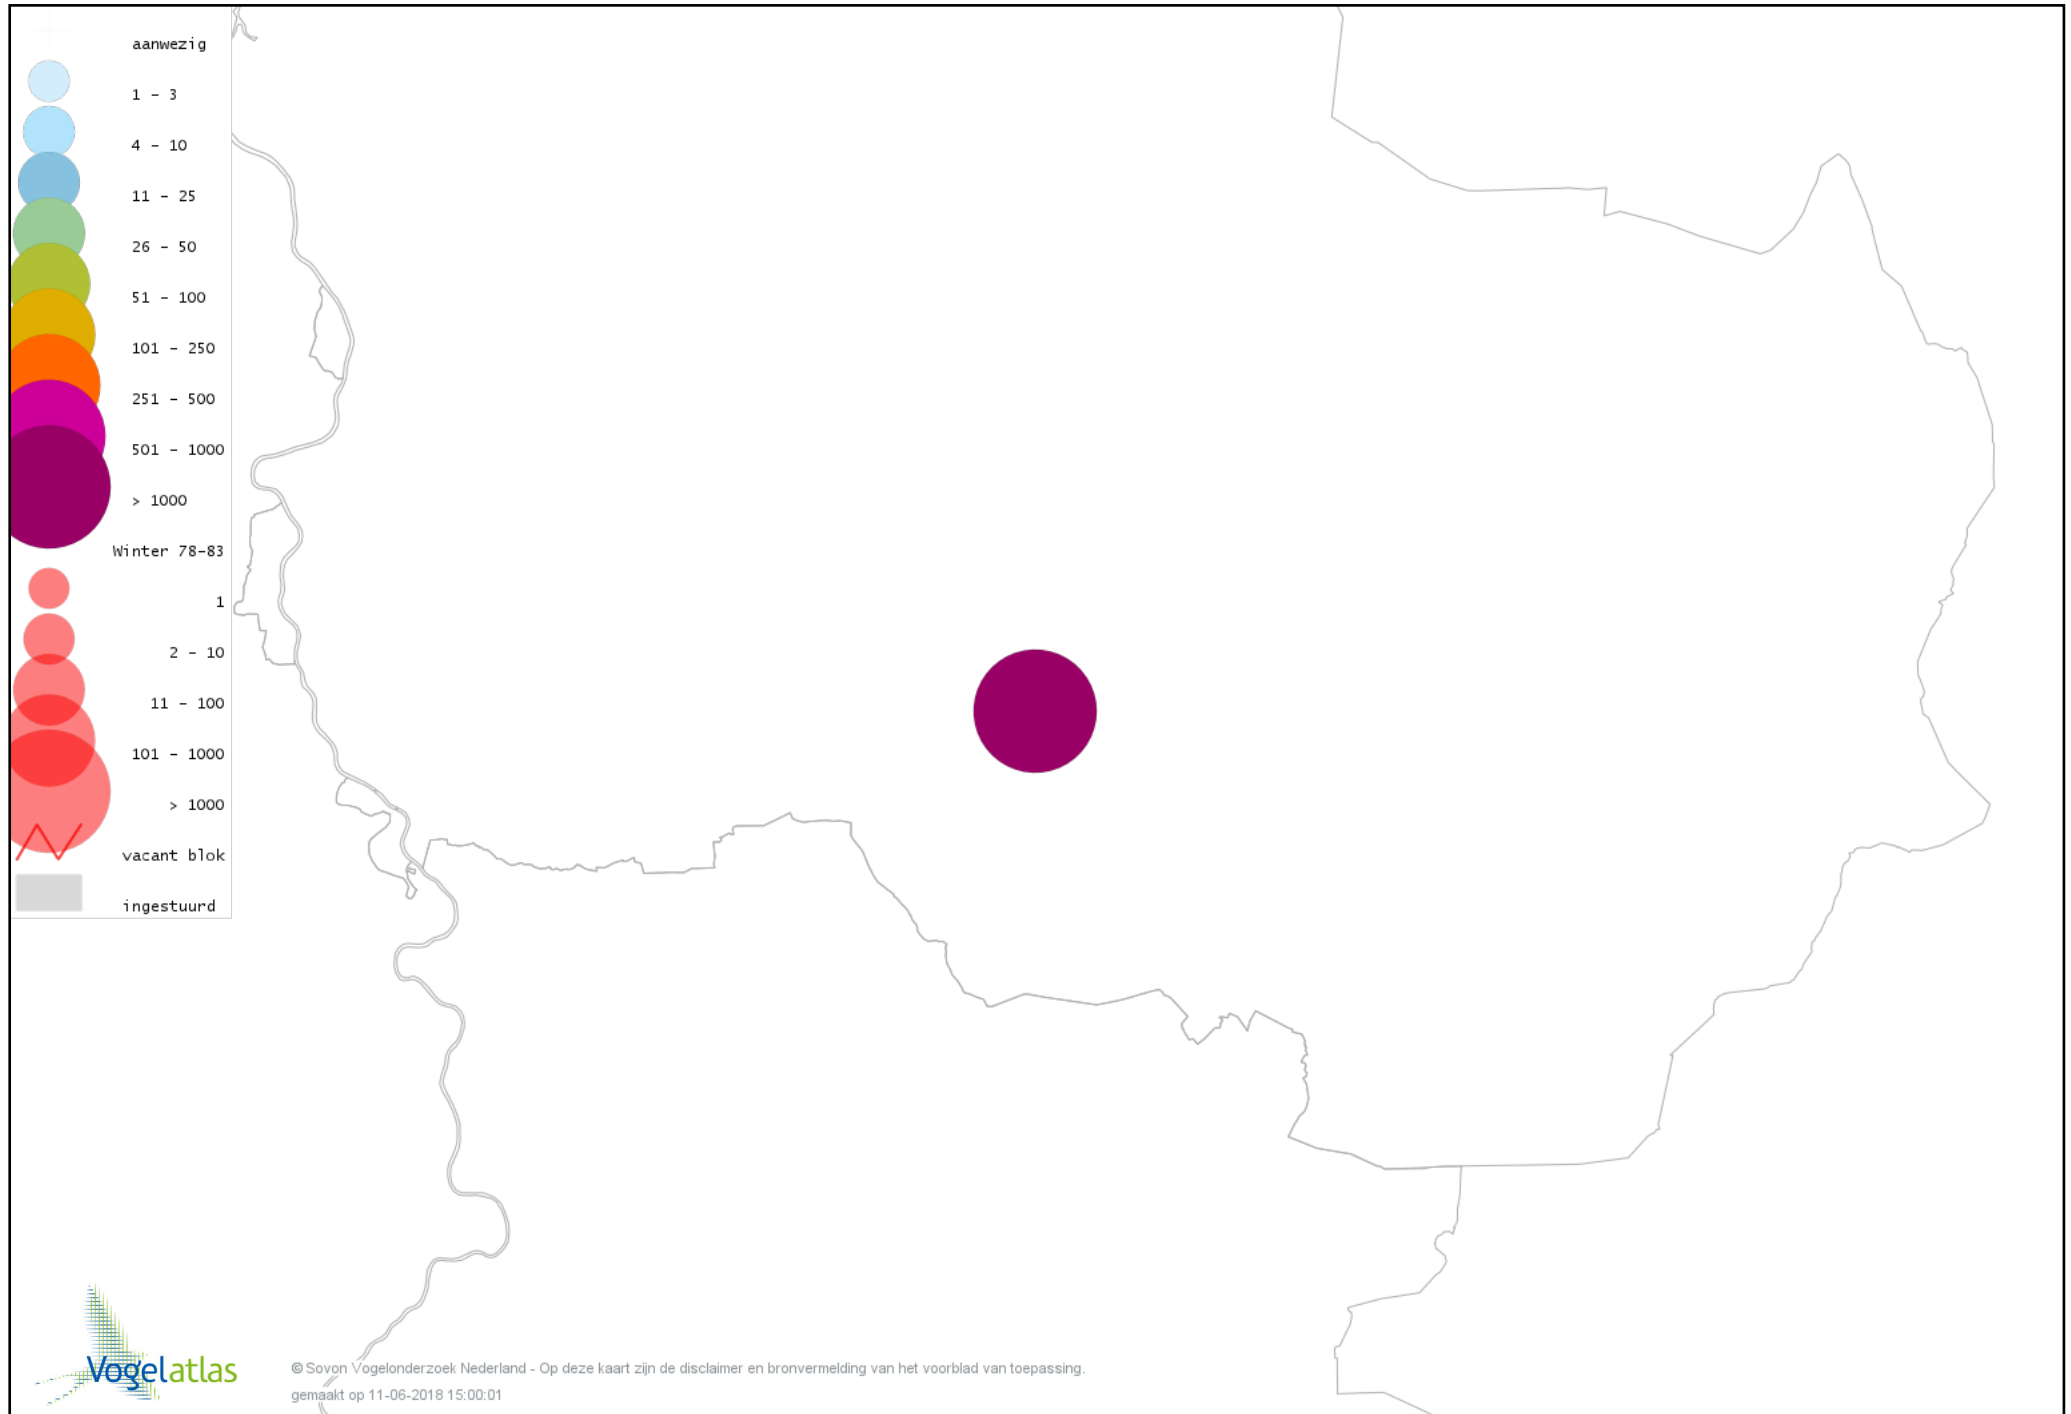 aanwezig
1 - 3
4 - 10
11 - 25
26 - 50
51 - 100
101 - 250
251 - 500
501 - 1000
> 1000
Winter 78-83
1
2 - 10
11 - 100
101 - 1000
> 1000
vacant blok
ingestuurd
Vogelatlas
© Sovon Vogelonderzoek Nederland - Op deze kaart zijn de disclaimer en bronvermelding van het voorblad van toepassing.
gemaakt op 11-06-2018 15:00:01